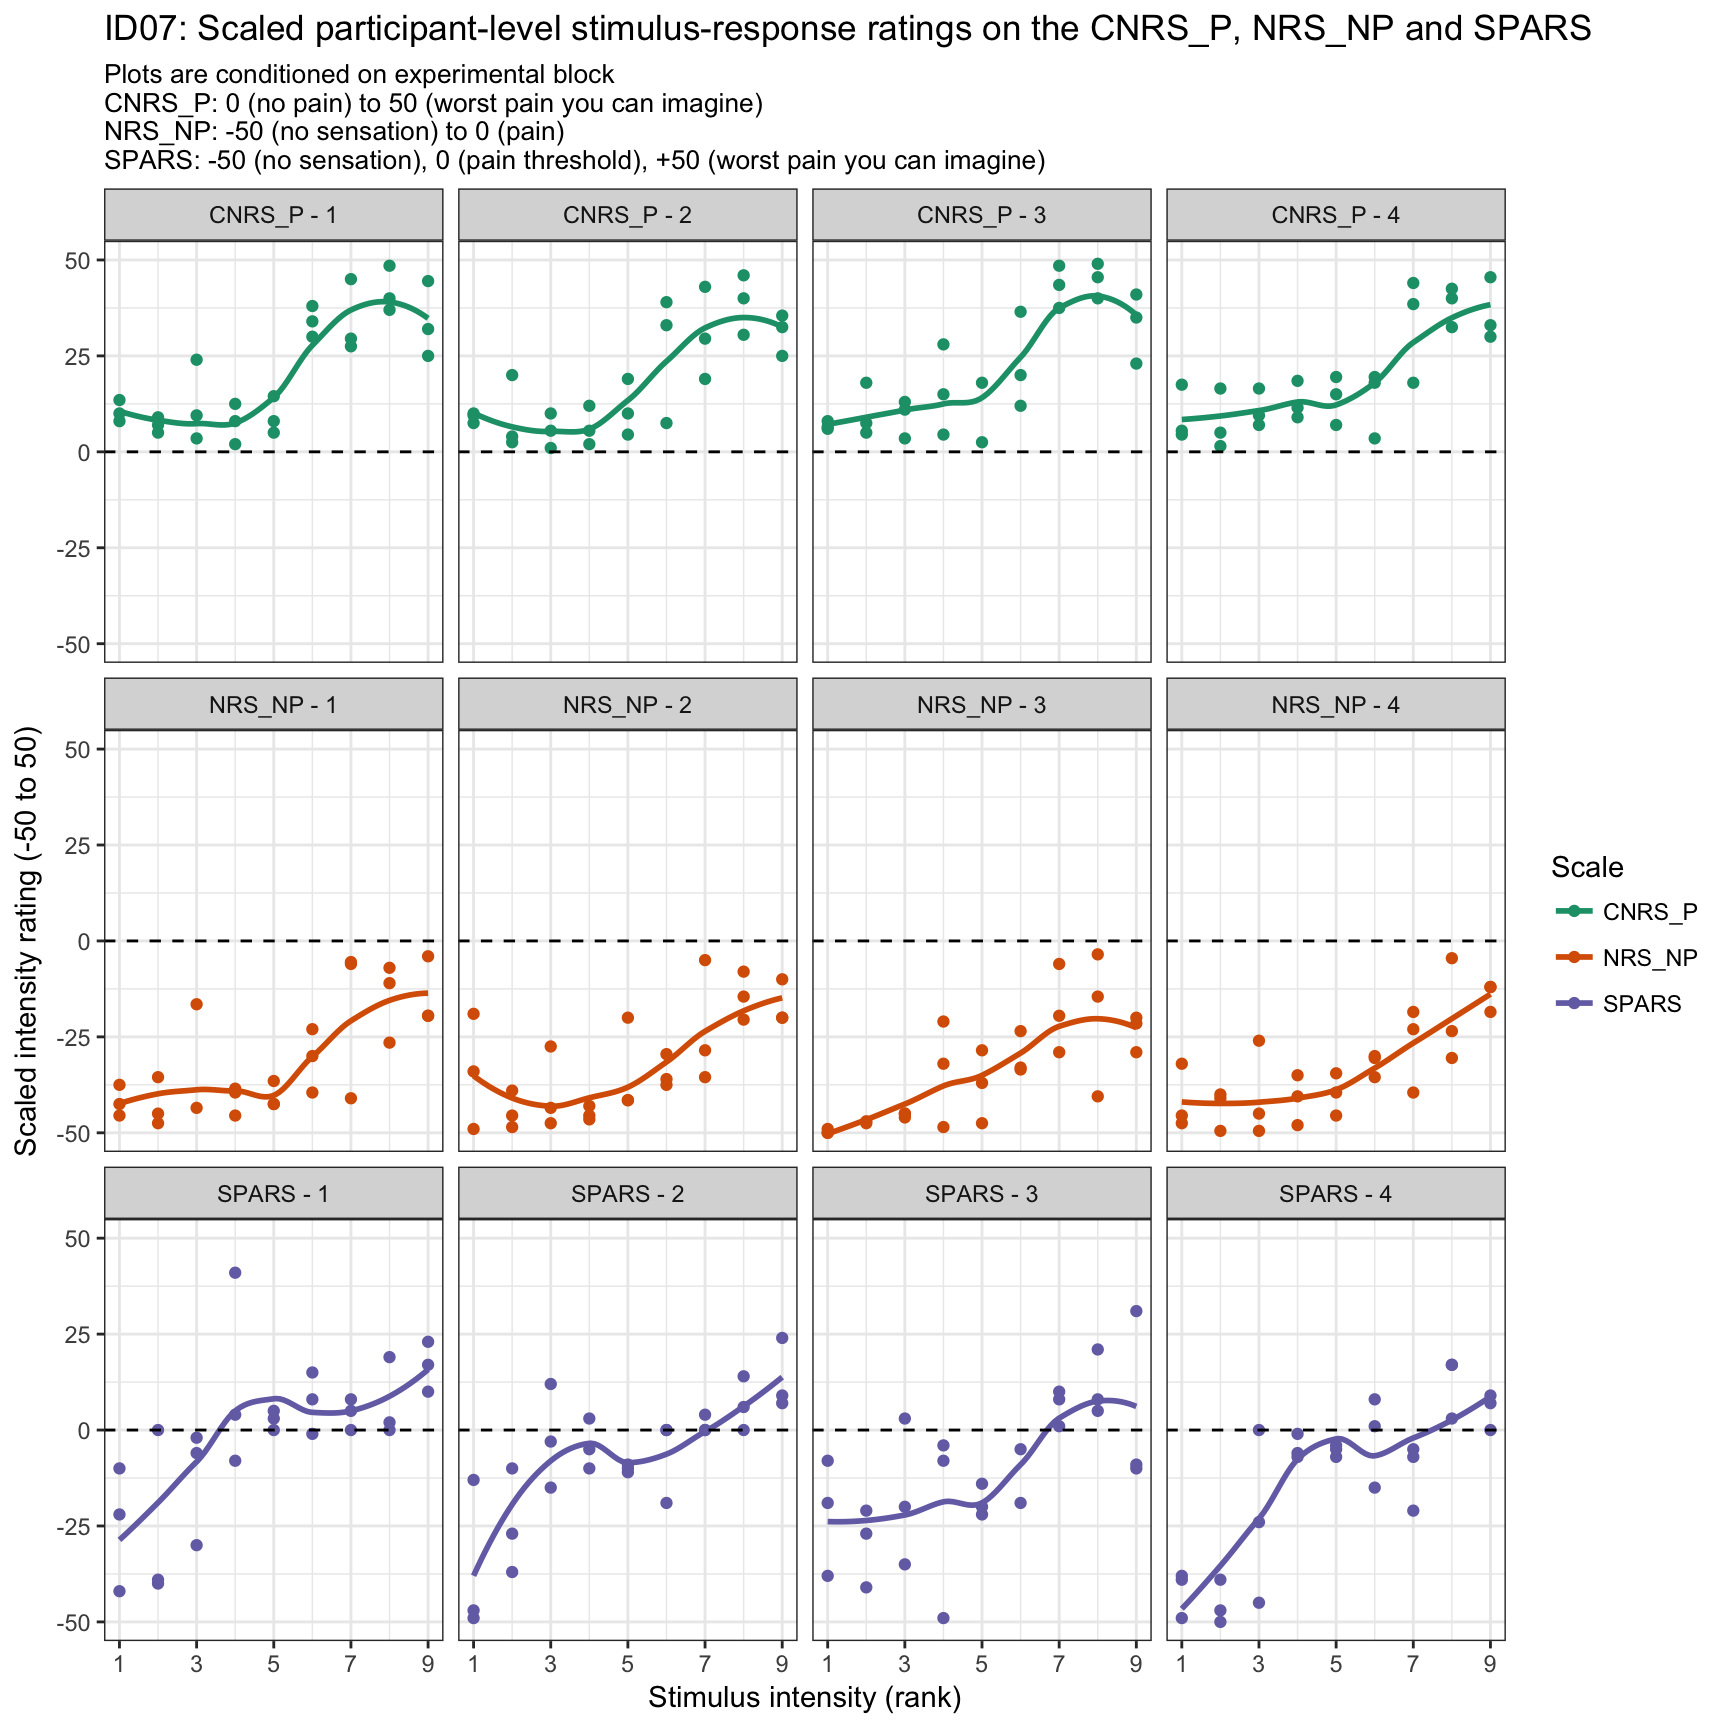 ID07: Scaled participant-level stimulus-response ratings on the CNRS_P, NRS_NP and SPARS
Plots are conditioned on experimental block
CNRS_P: 0 (no pain) to 50 (worst pain you can imagine)
NRS_NP: -50 (no sensation) to 0 (pain)
SPARS: -50 (no sensation), 0 (pain threshold), +50 (worst pain you can imagine)
CNRS_P - 1
CNRS_P - 2
CNRS_P - 3
CNRS_P - 4
50
25
0
-25
-50
NRS_NP - 1
NRS_NP - 2
NRS_NP - 3
NRS_NP - 4
50
25
0
-25
-50
SPARS - 1
SPARS - 2
SPARS - 3
SPARS - 4
50
25
0
-25
-50
1 3 5 7 9
1 3 5 7 9
1 3 5 7 9
1 3 5 7 9
Stimulus intensity (rank)
Scaled intensity rating (-50 to 50)
Scale
CNRS_P
NRS_NP
SPARS